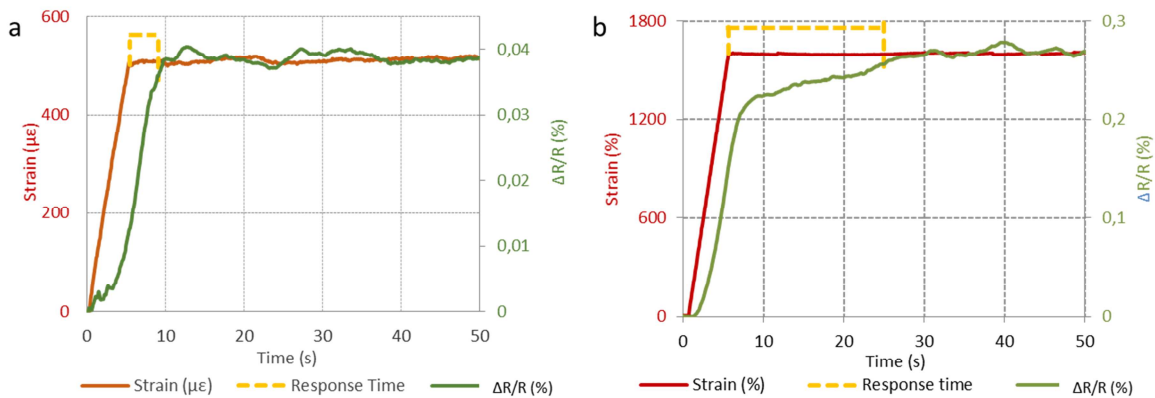 a
600
400
200
0
Strain (με)
0,04
0,03
0,02
0,01
0
ΔR/R (%)
0 10 20 30 40 50
Time (s)
Strain (με) Response Time ΔR/R (%)
b
1800
1200
600
0
Strain (%)
0,3
0,2
0,1
0
ΔR/R (%)
0 10 20 30 40 50
Time (s)
Strain (%) Response time ΔR/R (%)